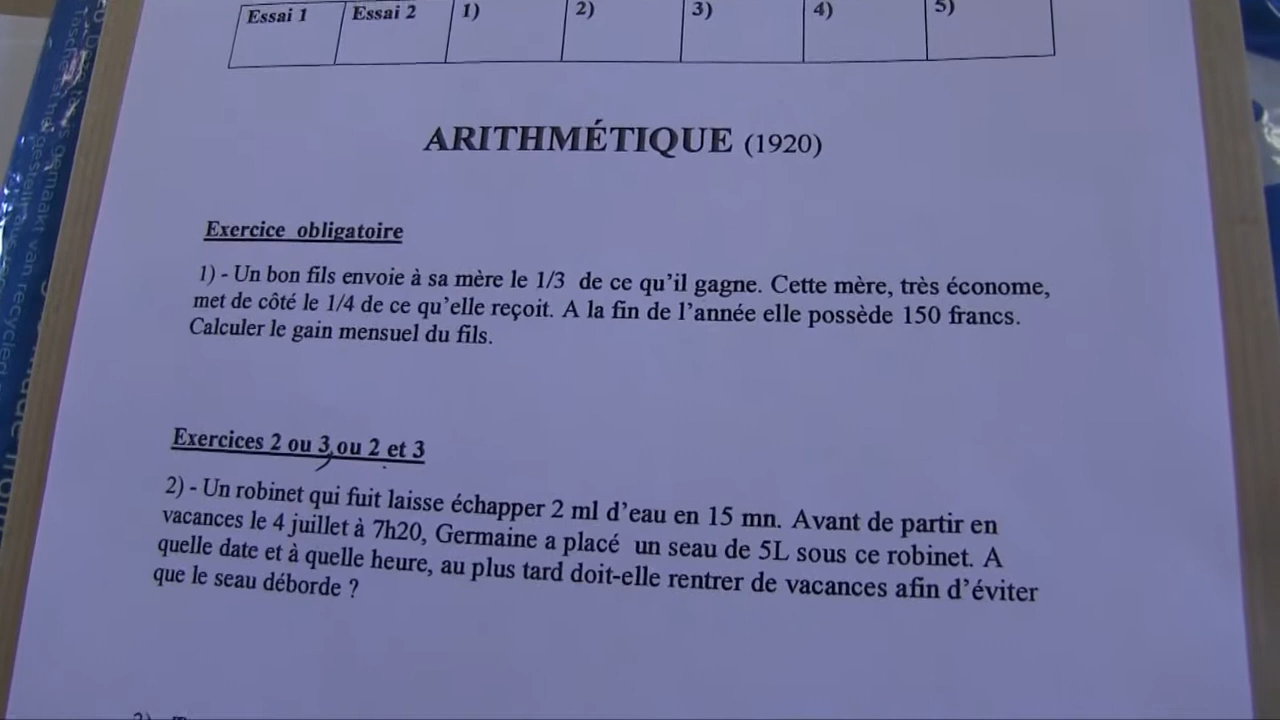 Essai 1 Essai 2 1) 2) 3) 4) 5)
ARITHMÉTIQUE (1920)
Exercice obligatoire
1) - Un bon fils envoie à sa mère le 1/3 de ce qu’il gagne. Cette mère, très économe,
met de côté le 1/4 de ce qu’elle reçoit. A la fin de l’année elle possède 150 francs.
Calculer le gain mensuel du fils.
Exercices 2 ou 3, ou 2 et 3
2) - Un robinet qui fuit laisse échapper 2 ml d’eau en 15 mn. Avant de partir en
vacances le 4 juillet à 7h20, Germaine a placé un seau de 5L sous ce robinet. A
quelle date et à quelle heure, au plus tard doit-elle rentrer de vacances afin d’éviter
que le seau déborde ?
gemaakt van recycled